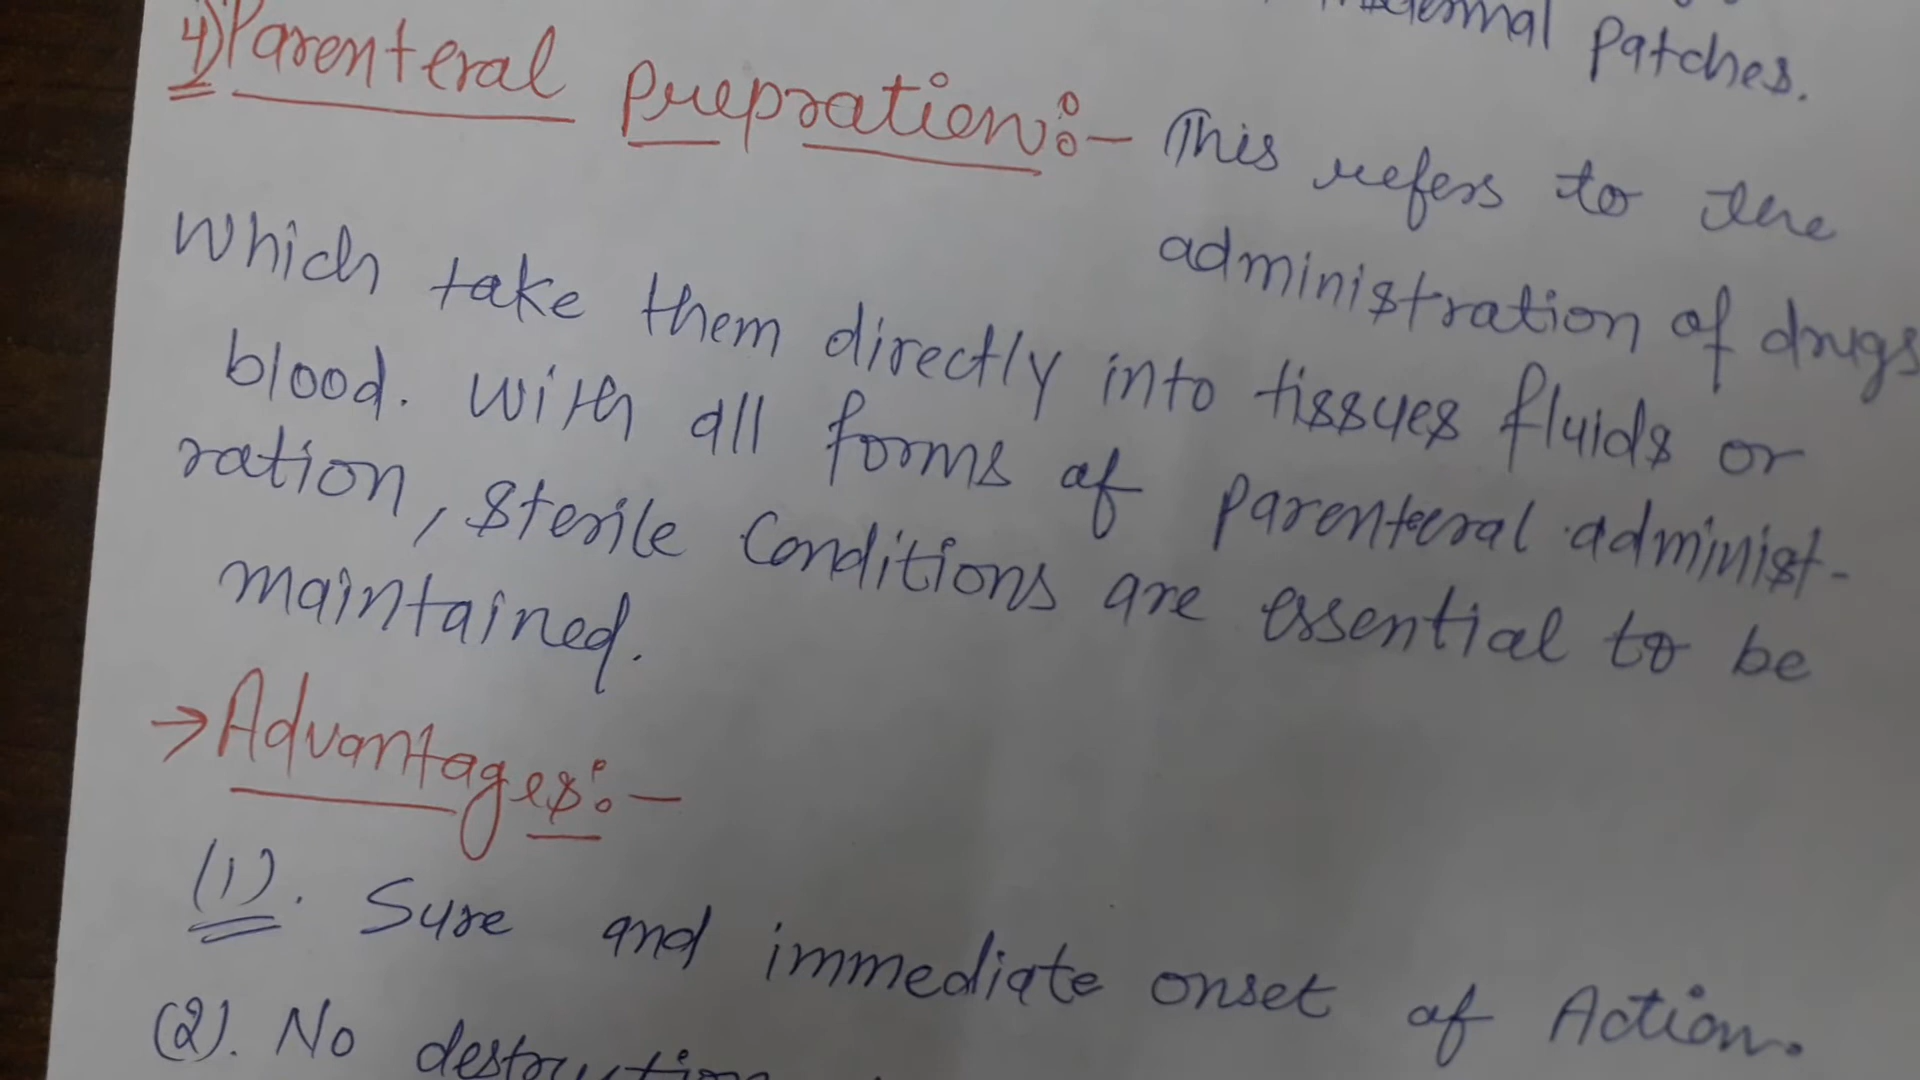 Patches.
4) Parenteral Prepration:- This refers to the
administration of drugs
Which take them directly into tissues fluids or
blood. With all forms of Parenteral administ-
ration, Sterile Conditions are essential to be
maintained.
→ Advantages:-
(1). Sure and immediate onset of Action.
(2). No